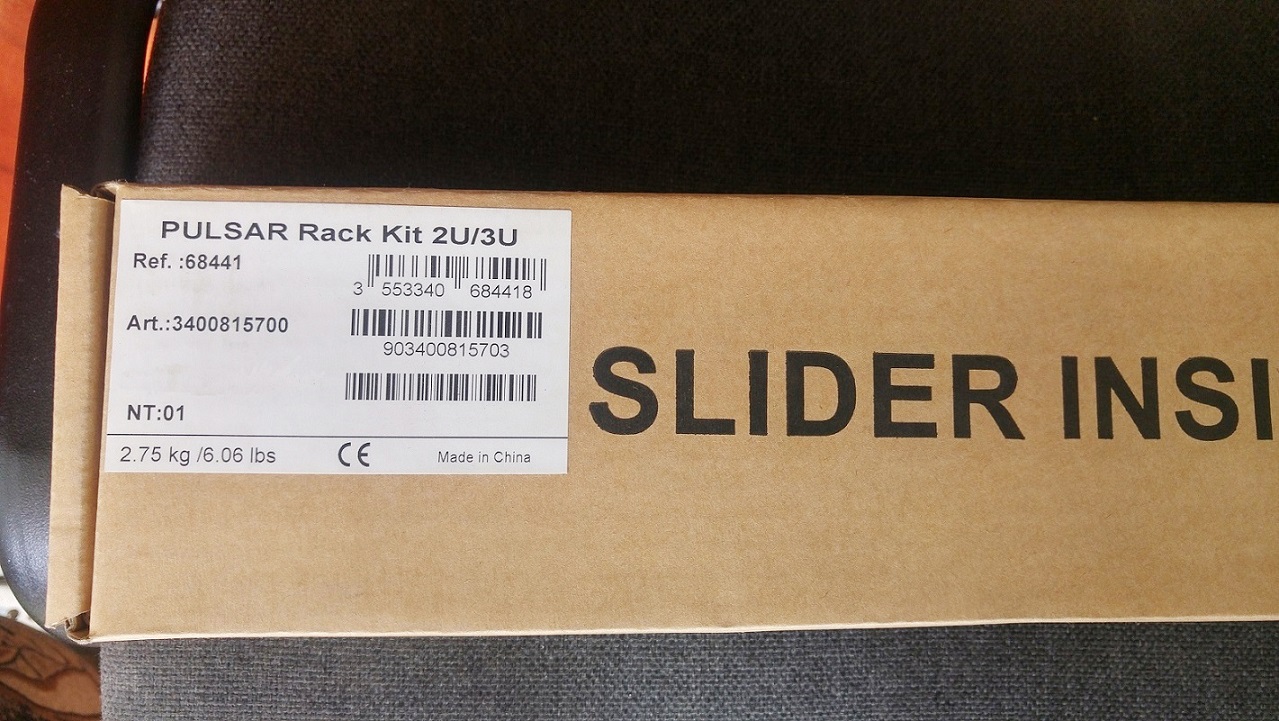 PULSAR Rack Kit 2U/3U
Ref. :68441
3 553340 684418
Art.:3400815700
903400815703
NT:01
2.75 kg /6.06 lbs CE Made in China
SLIDER INSI